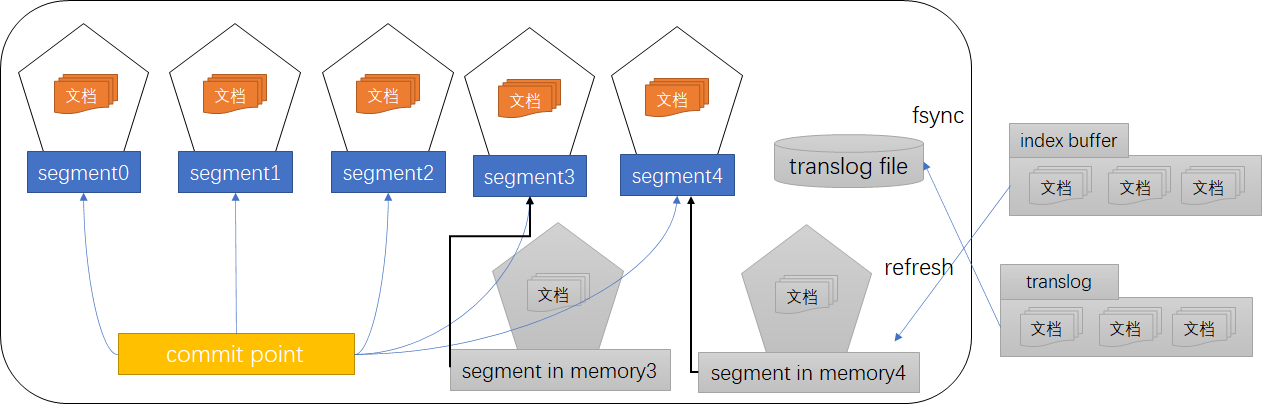 文档
文档
文档
文档
文档
segment0
segment1
segment2
segment3
segment4
translog file
fsync
index buffer
文档
文档
文档
refresh
translog
文档
文档
文档
文档
文档
commit point
segment in memory3
segment in memory4